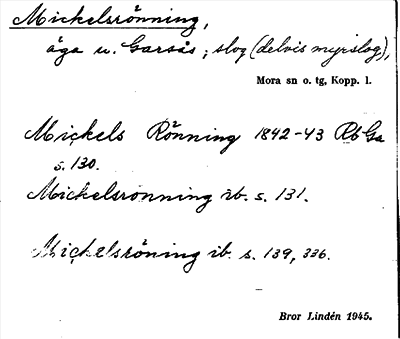 Mickelsrönning,
äga u. Garsås; slog (delvis myrslog),
Mora sn o. tg, Kopp. l.
Mickels Rönning 1842-43 Rb Ga
s. 130.
Mickelsrönning ib. s. 131.
Mickelsröning ib. s. 139, 336.
Bror Lindén 1945.